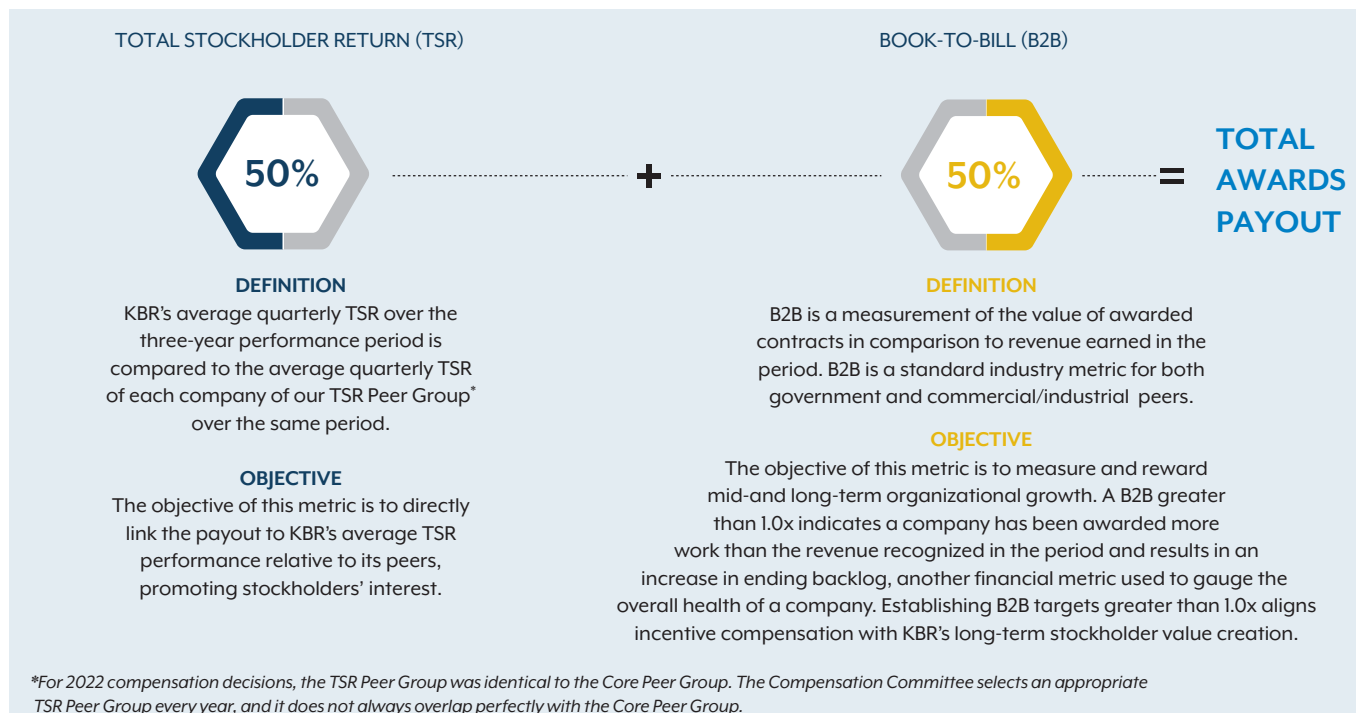 TOTAL STOCKHOLDER RETURN (TSR)
50%
DEFINITION
KBR's average quarterly TSR over the
three-year performance period is
compared to the average quarterly TSR
of each company of our TSR Peer Group*
over the same period.
OBJECTIVE
The objective of this metric is to directly
link the payout to KBR's average TSR
performance relative to its peers,
promoting stockholders' interest.
+
BOOK-TO-BILL (B2B)
50%
DEFINITION
B2B is a measurement of the value of awarded
contracts in comparison to revenue earned in the
period. B2B is a standard industry metric for both
government and commercial/industrial peers.
OBJECTIVE
The objective of this metric is to measure and reward
mid-and long-term organizational growth. A B2B greater
than 1.0x indicates a company has been awarded more
work than the revenue recognized in the period and results in an
increase in ending backlog, another financial metric used to gauge the
overall health of a company. Establishing B2B targets greater than 1.0x aligns
incentive compensation with KBR's long-term stockholder value creation.
=
TOTAL
AWARDS
PAYOUT
*For 2022 compensation decisions, the TSR Peer Group was identical to the Core Peer Group. The Compensation Committee selects an appropriate
TSR Peer Group every year, and it does not always overlap perfectly with the Core Peer Group.